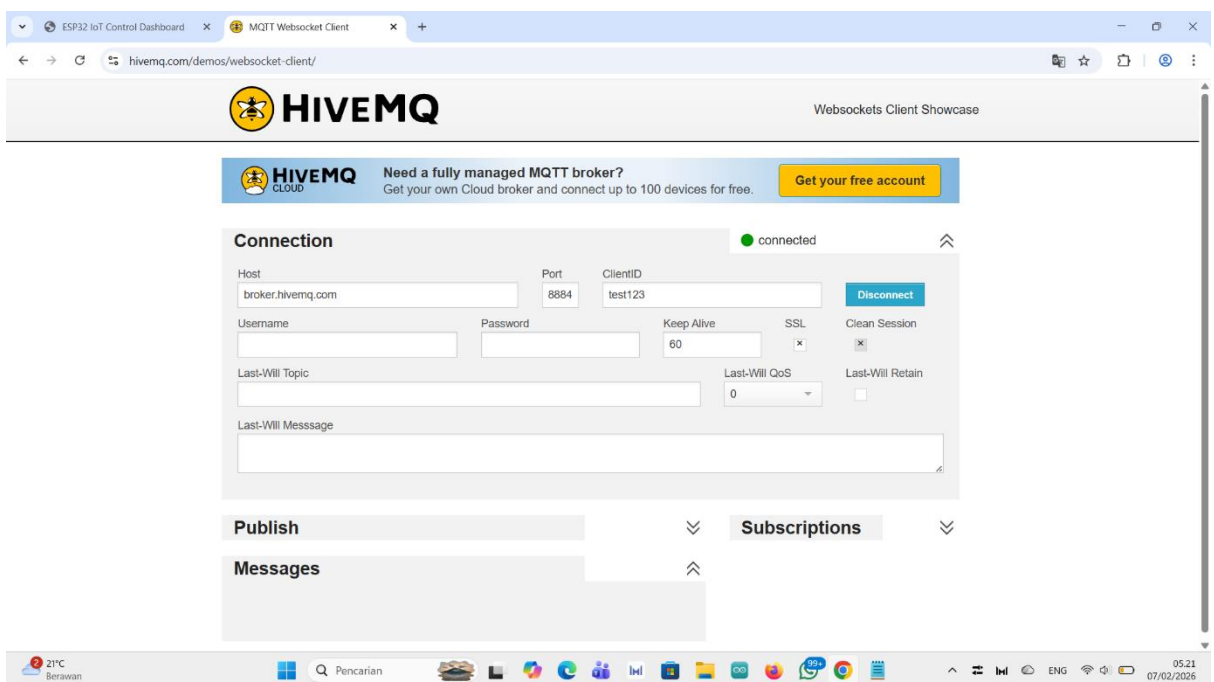 ESP32 IoT Control Dashboard
MQTT Websocket Client
hivemq.com/demos/websocket-client/
HIVEMQ
Websockets Client Showcase
HIVEMQ
CLOUD
Need a fully managed MQTT broker?
Get your own Cloud broker and connect up to 100 devices for free.
Get your free account
Connection
connected
Host
Port
ClientID
broker.hivemq.com
8884
test123
Disconnect
Username
Password
Keep Alive
SSL
Clean Session
60
Last-Will Topic
Last-Will QoS
Last-Will Retain
0
Last-Will Messsage
Publish
Subscriptions
Messages
2
21°C
Berawan
Pencarian
99+
ENG
05.21
07/02/2026